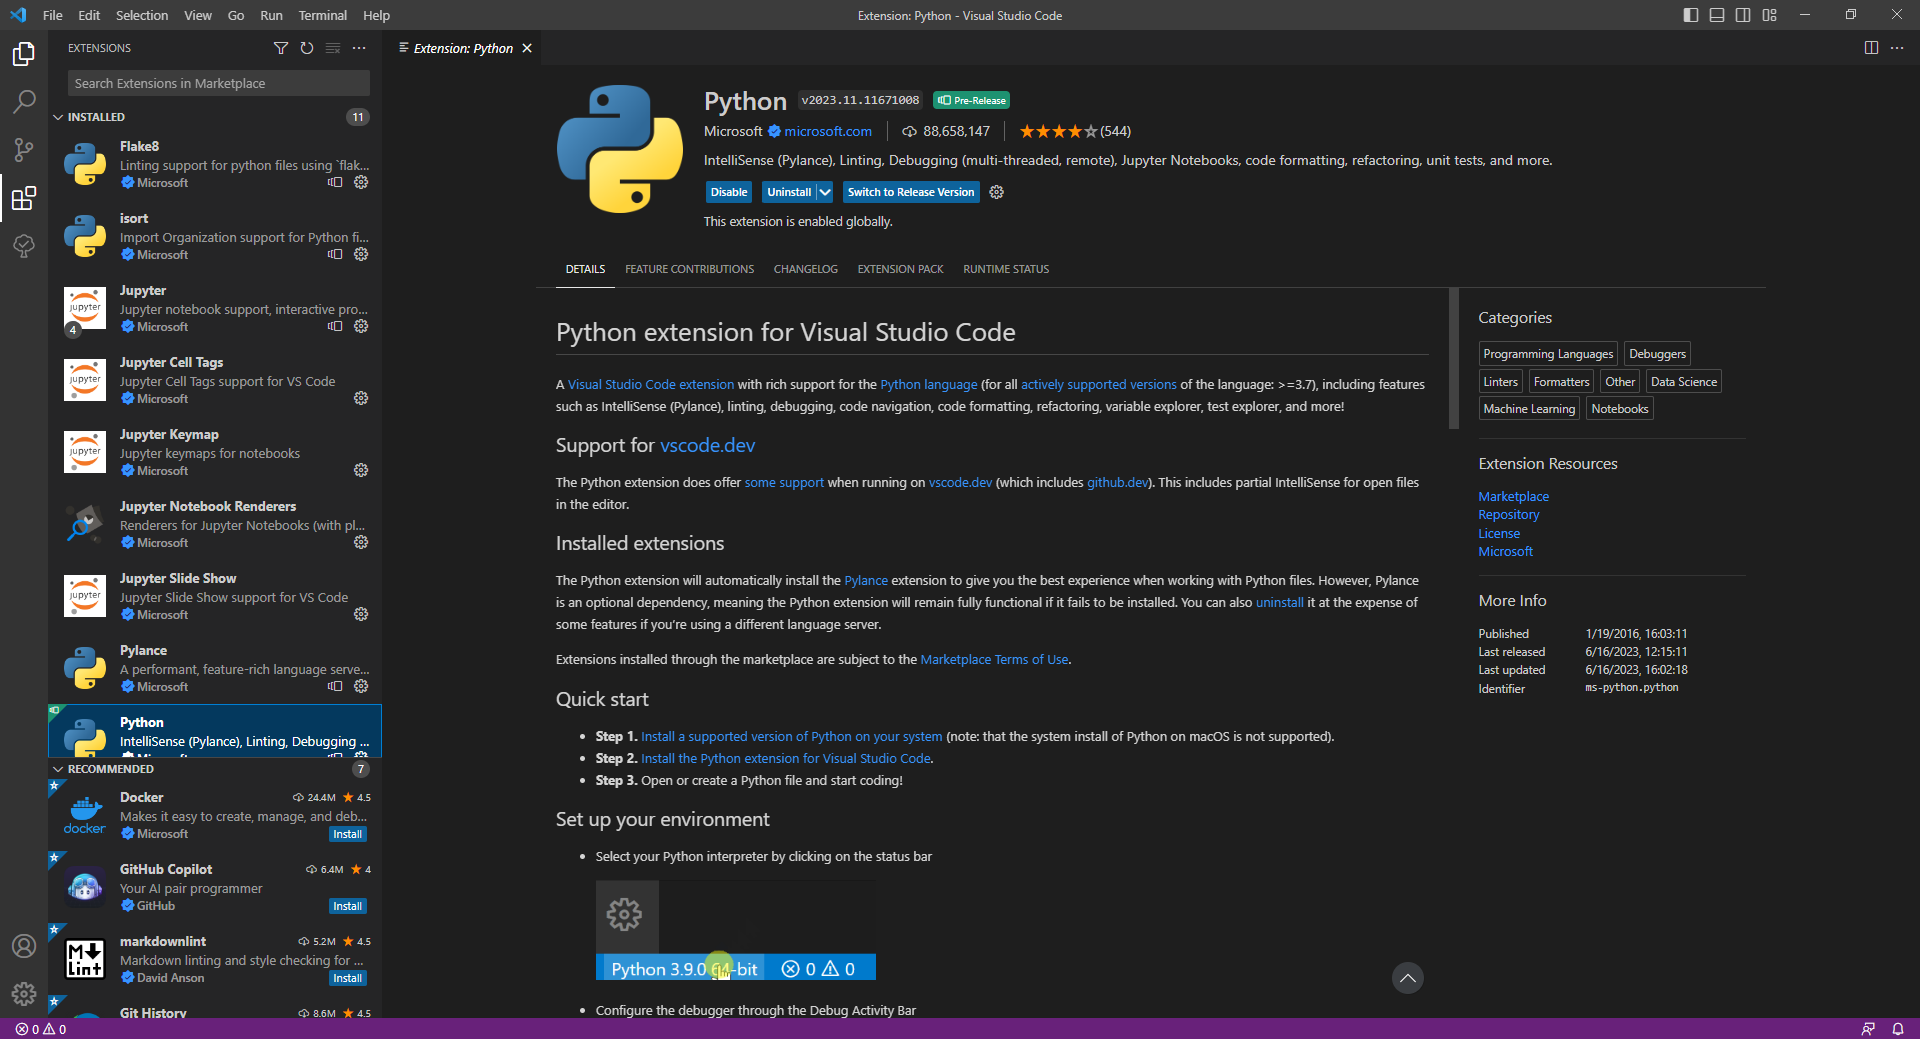 File Edit Selection View Go Run Terminal Help
Extension: Python - Visual Studio Code
EXTENSIONS
Search Extensions in Marketplace
INSTALLED 11
Flake8
Linting support for python files using `flak...
Microsoft
isort
Import Organization support for Python fi...
Microsoft
Jupyter
Jupyter notebook support, interactive pro...
Microsoft
4
Jupyter Cell Tags
Jupyter Cell Tags support for VS Code
Microsoft
Jupyter Keymap
Jupyter keymaps for notebooks
Microsoft
Jupyter Notebook Renderers
Renderers for Jupyter Notebooks (with pl...
Microsoft
Jupyter Slide Show
Jupyter Slide Show support for VS Code
Microsoft
Pylance
A performant, feature-rich language serve...
Microsoft
Python
IntelliSense (Pylance), Linting, Debugging ...
RECOMMENDED 7
Docker 24.4M ★ 4.5
Makes it easy to create, manage, and deb...
Microsoft Install
docker
GitHub Copilot 6.4M ★ 4
Your AI pair programmer
GitHub Install
markdownlint 5.2M ★ 4.5
Markdown linting and style checking for ...
David Anson Install
M Lint
Git History 8.6M ★ 4.5
Extension: Python
Python v2023.11.11671008 Pre-Release
Microsoft microsoft.com 88,658,147 ★★★★☆(544)
IntelliSense (Pylance), Linting, Debugging (multi-threaded, remote), Jupyter Notebooks, code formatting, refactoring, unit tests, and more.
Disable Uninstall Switch to Release Version
This extension is enabled globally.
DETAILS FEATURE CONTRIBUTIONS CHANGELOG EXTENSION PACK RUNTIME STATUS
Python extension for Visual Studio Code
A Visual Studio Code extension with rich support for the Python language (for all actively supported versions of the language: >=3.7), including features
such as IntelliSense (Pylance), linting, debugging, code navigation, code formatting, refactoring, variable explorer, test explorer, and more!
Support for vscode.dev
The Python extension does offer some support when running on vscode.dev (which includes github.dev). This includes partial IntelliSense for open files
in the editor.
Installed extensions
The Python extension will automatically install the Pylance extension to give you the best experience when working with Python files. However, Pylance
is an optional dependency, meaning the Python extension will remain fully functional if it fails to be installed. You can also uninstall it at the expense of
some features if you're using a different language server.
Extensions installed through the marketplace are subject to the Marketplace Terms of Use.
Quick start
• Step 1. Install a supported version of Python on your system (note: that the system install of Python on macOS is not supported).
• Step 2. Install the Python extension for Visual Studio Code.
• Step 3. Open or create a Python file and start coding!
Set up your environment
• Select your Python interpreter by clicking on the status bar
Python 3.9.0 64-bit 0 0
• Configure the debugger through the Debug Activity Bar
Categories
Programming Languages Debuggers
Linters Formatters Other Data Science
Machine Learning Notebooks
Extension Resources
Marketplace
Repository
License
Microsoft
More Info
Published 1/19/2016, 16:03:11
Last released 6/16/2023, 12:15:11
Last updated 6/16/2023, 16:02:18
Identifier ms-python.python
0 0